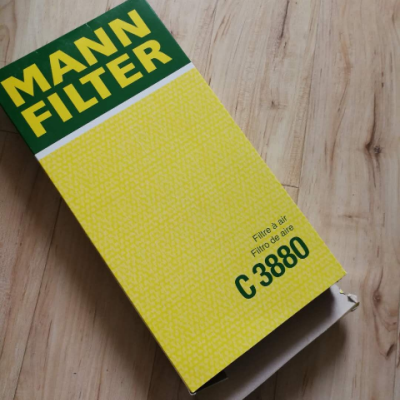 MANN
FILTER
Filtre à air
Filtro de aire
C 3880